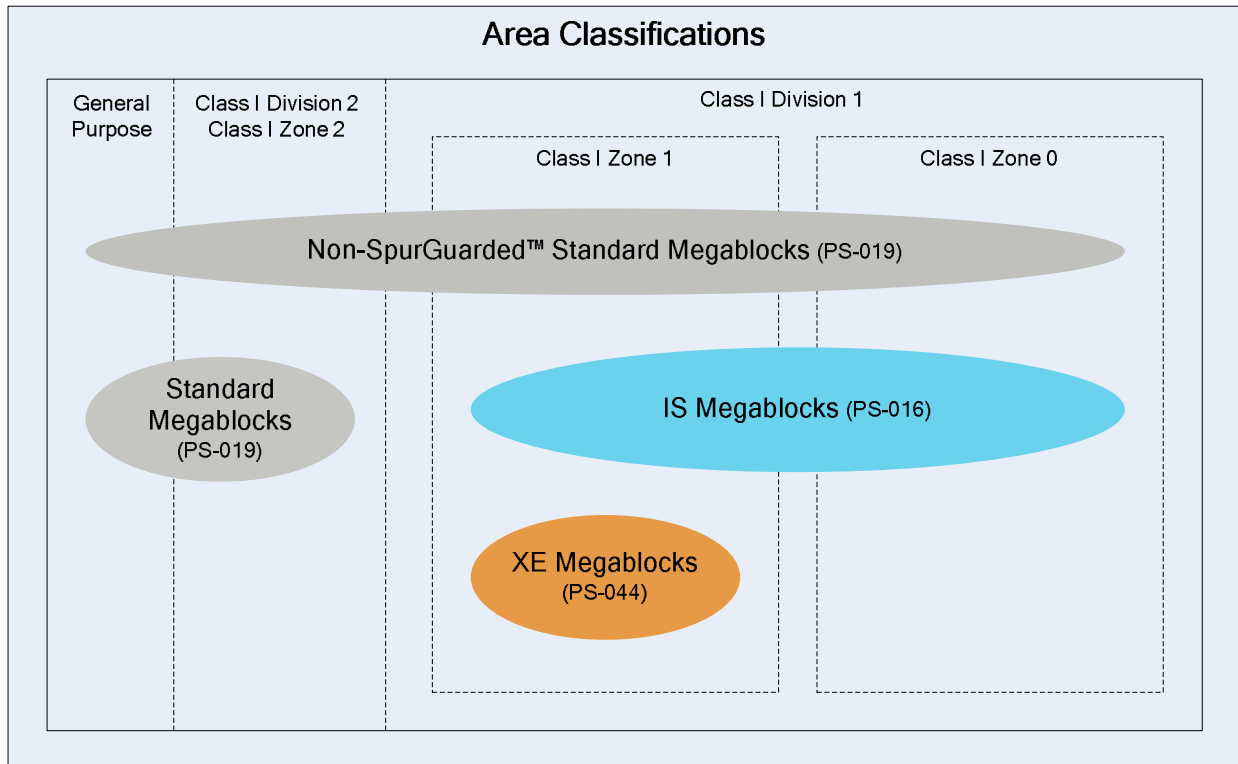 Area Classifications
General
Purpose
Class I Division 2
Class I Zone 2
Class I Division 1
Class I Zone 1
Class I Zone 0
Non-SpurGuarded™ Standard Megablocks (PS-019)
Standard
Megablocks
(PS-019)
IS Megablocks (PS-016)
XE Megablocks
(PS-044)